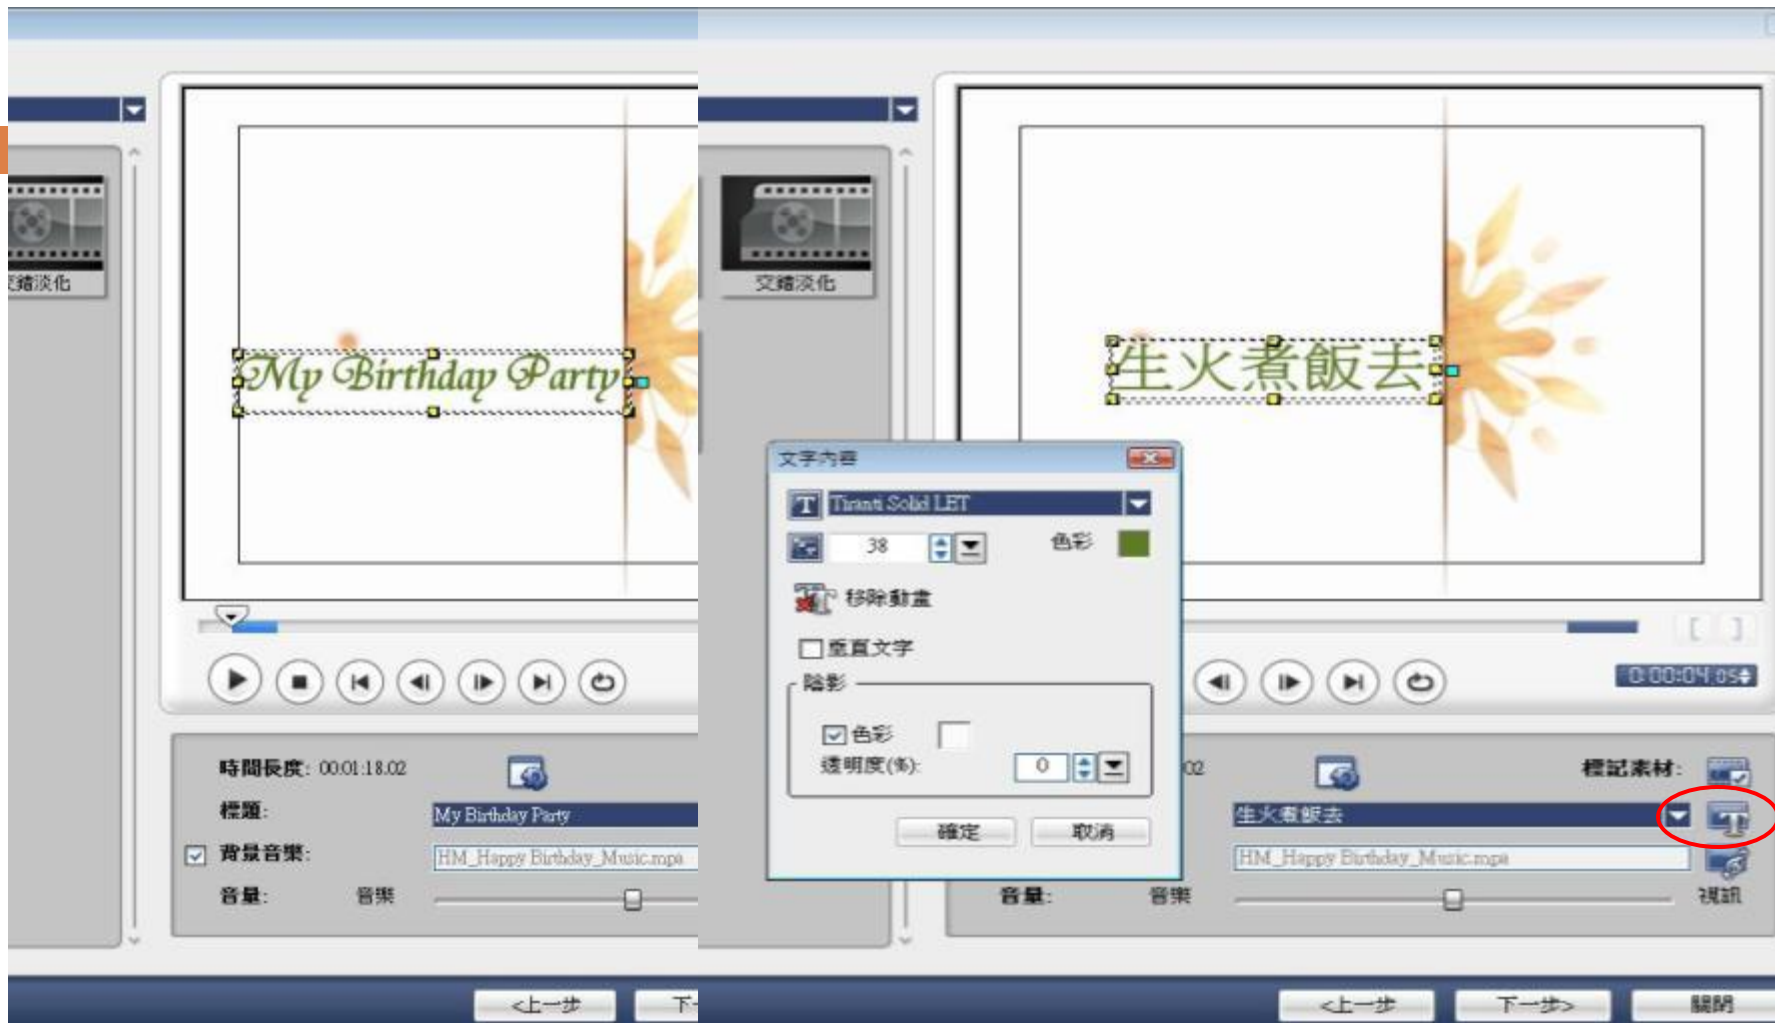 交錯淡化
My Birthday Party
時間長度: 00:01:18.02
標題:
My Birthday Party
背景音樂:
HM_Happy Birthday_Music.mpa
音量:
音樂
<上一步
下一
交錯淡化
生火煮飯去
文字內容
Tiranti Solid LET
38
色彩
移除動畫
垂直文字
陰影
色彩
透明度(%):
0
確定
取消
[ ]
0:00:04.05
02
標記素材:
生火煮飯去
HM_Happy Birthday_Music.mpa
音量:
音樂
視訊
<上一步
下一步>
關閉